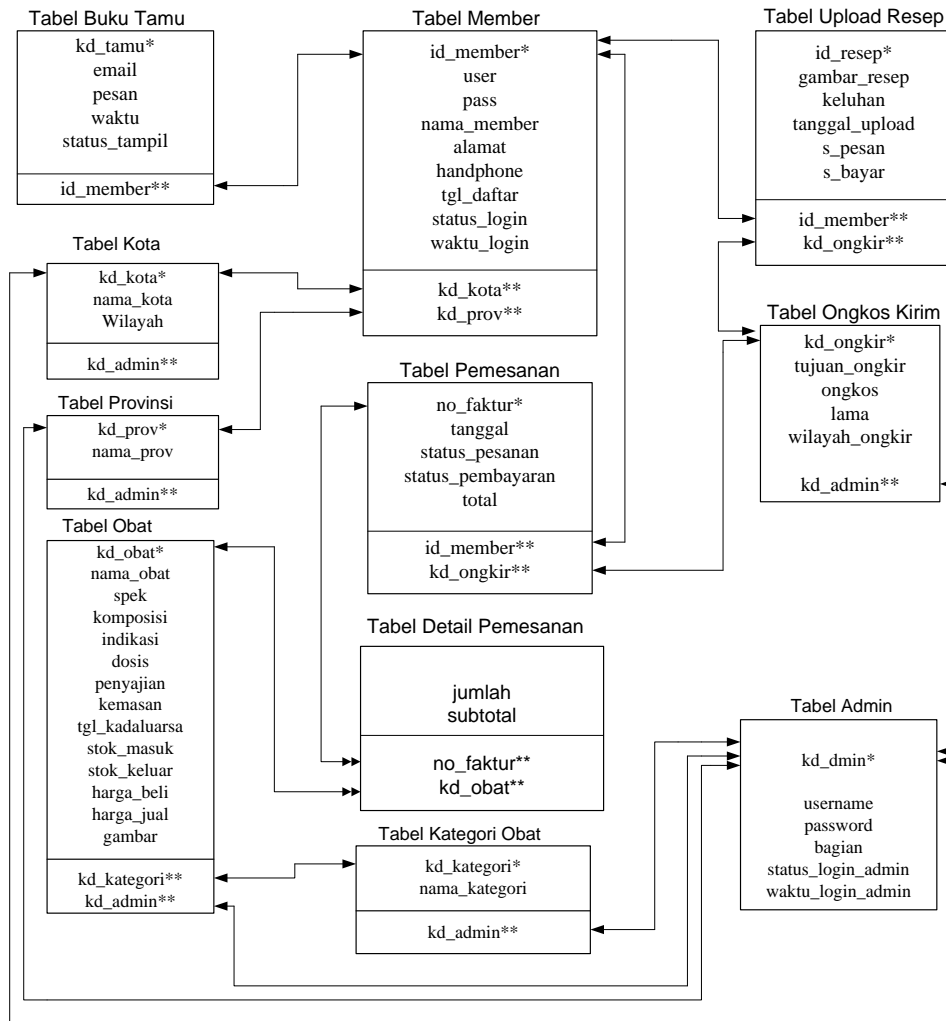 Tabel Buku Tamu
kd_tamu*
email
pesan
waktu
status_tampil
id_member**
Tabel Member
id_member*
user
pass
nama_member
alamat
handphone
tgl_daftar
status_login
waktu_login
kd_kota**
kd_prov**
Tabel Upload Resep
id_resep*
gambar_resep
keluhan
tanggal_upload
s_pesan
s_bayar
id_member**
kd_ongkir**
Tabel Kota
kd_kota*
nama_kota
Wilayah
kd_admin**
Tabel Ongkos Kirim
kd_ongkir*
tujuan_ongkir
ongkos
lama
wilayah_ongkir
kd_admin**
Tabel Provinsi
kd_prov*
nama_prov
kd_admin**
Tabel Pemesanan
no_faktur*
tanggal
status_pesanan
status_pembayaran
total
id_member**
kd_ongkir**
Tabel Obat
kd_obat*
nama_obat
spek
komposisi
indikasi
dosis
penyajian
kemasan
tgl_kadaluarsa
stok_masuk
stok_keluar
harga_beli
harga_jual
gambar
kd_kategori**
kd_admin**
Tabel Detail Pemesanan
jumlah
subtotal
no_faktur**
kd_obat**
Tabel Kategori Obat
kd_kategori*
nama_kategori
kd_admin**
Tabel Admin
kd_dmin*
username
password
bagian
status_login_admin
waktu_login_admin